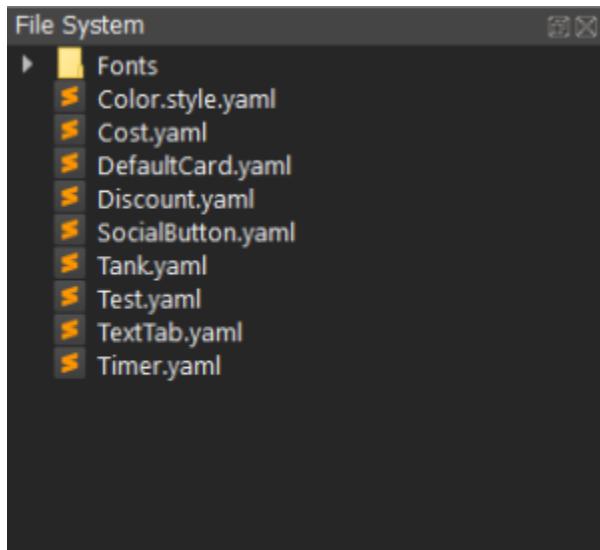 File System
Fonts
Color.style.yaml
Cost.yaml
DefaultCard.yaml
Discount.yaml
SocialButton.yaml
Tank.yaml
Test.yaml
TextTab.yaml
Timer.yaml